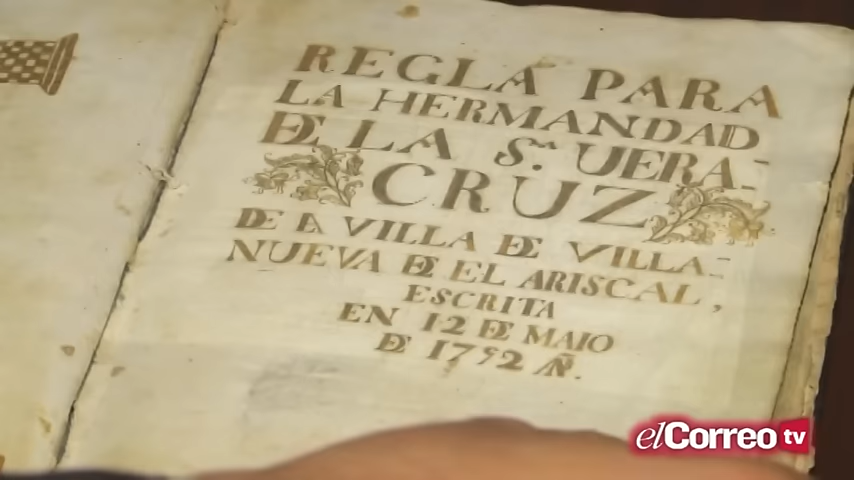 REGLA PARA
LA HERMANDAD
DE LA S.ᵐᵃ UERA-
CRUZ
DE LA VILLA DE VILLA-
NUEVA DE EL ARISCAL,
ESCRITA
EN 12 DE MAIO
DE 1752 AÑ.
elCorreo tv